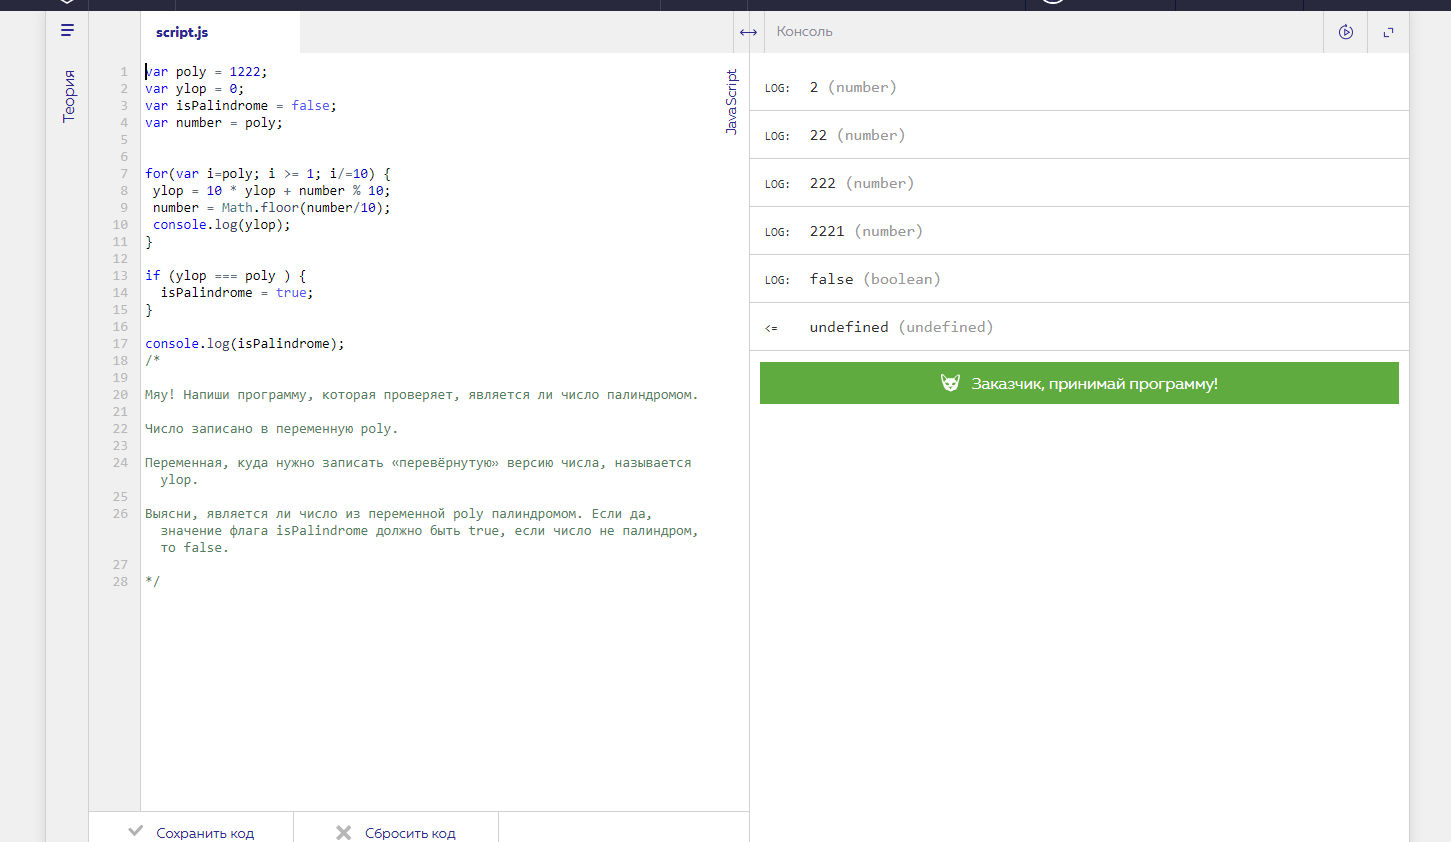 script.js
Консоль
Теория
JavaScript
1 var poly = 1222;
2 var ylop = 0;
3 var isPalindrome = false;
4 var number = poly;
5
6
7 for(var i=poly; i >= 1; i/=10) {
8 ylop = 10 * ylop + number % 10;
9 number = Math.floor(number/10);
10 console.log(ylop);
11 }
12
13 if (ylop === poly ) {
14 isPalindrome = true;
15 }
16
17 console.log(isPalindrome);
18 /*
19
20 Мяу! Напиши программу, которая проверяет, является ли число палиндромом.
21
22 Число записано в переменную poly.
23
24 Переменная, куда нужно записать «перевёрнутую» версию числа, называется
ylop.
25
26 Выясни, является ли число из переменной poly палиндромом. Если да,
значение флага isPalindrome должно быть true, если число не палиндром,
то false.
27
28 */
LOG: 2 (number)
LOG: 22 (number)
LOG: 222 (number)
LOG: 2221 (number)
LOG: false (boolean)
<= undefined (undefined)
Заказчик, принимай программу!
Сохранить код
Сбросить код